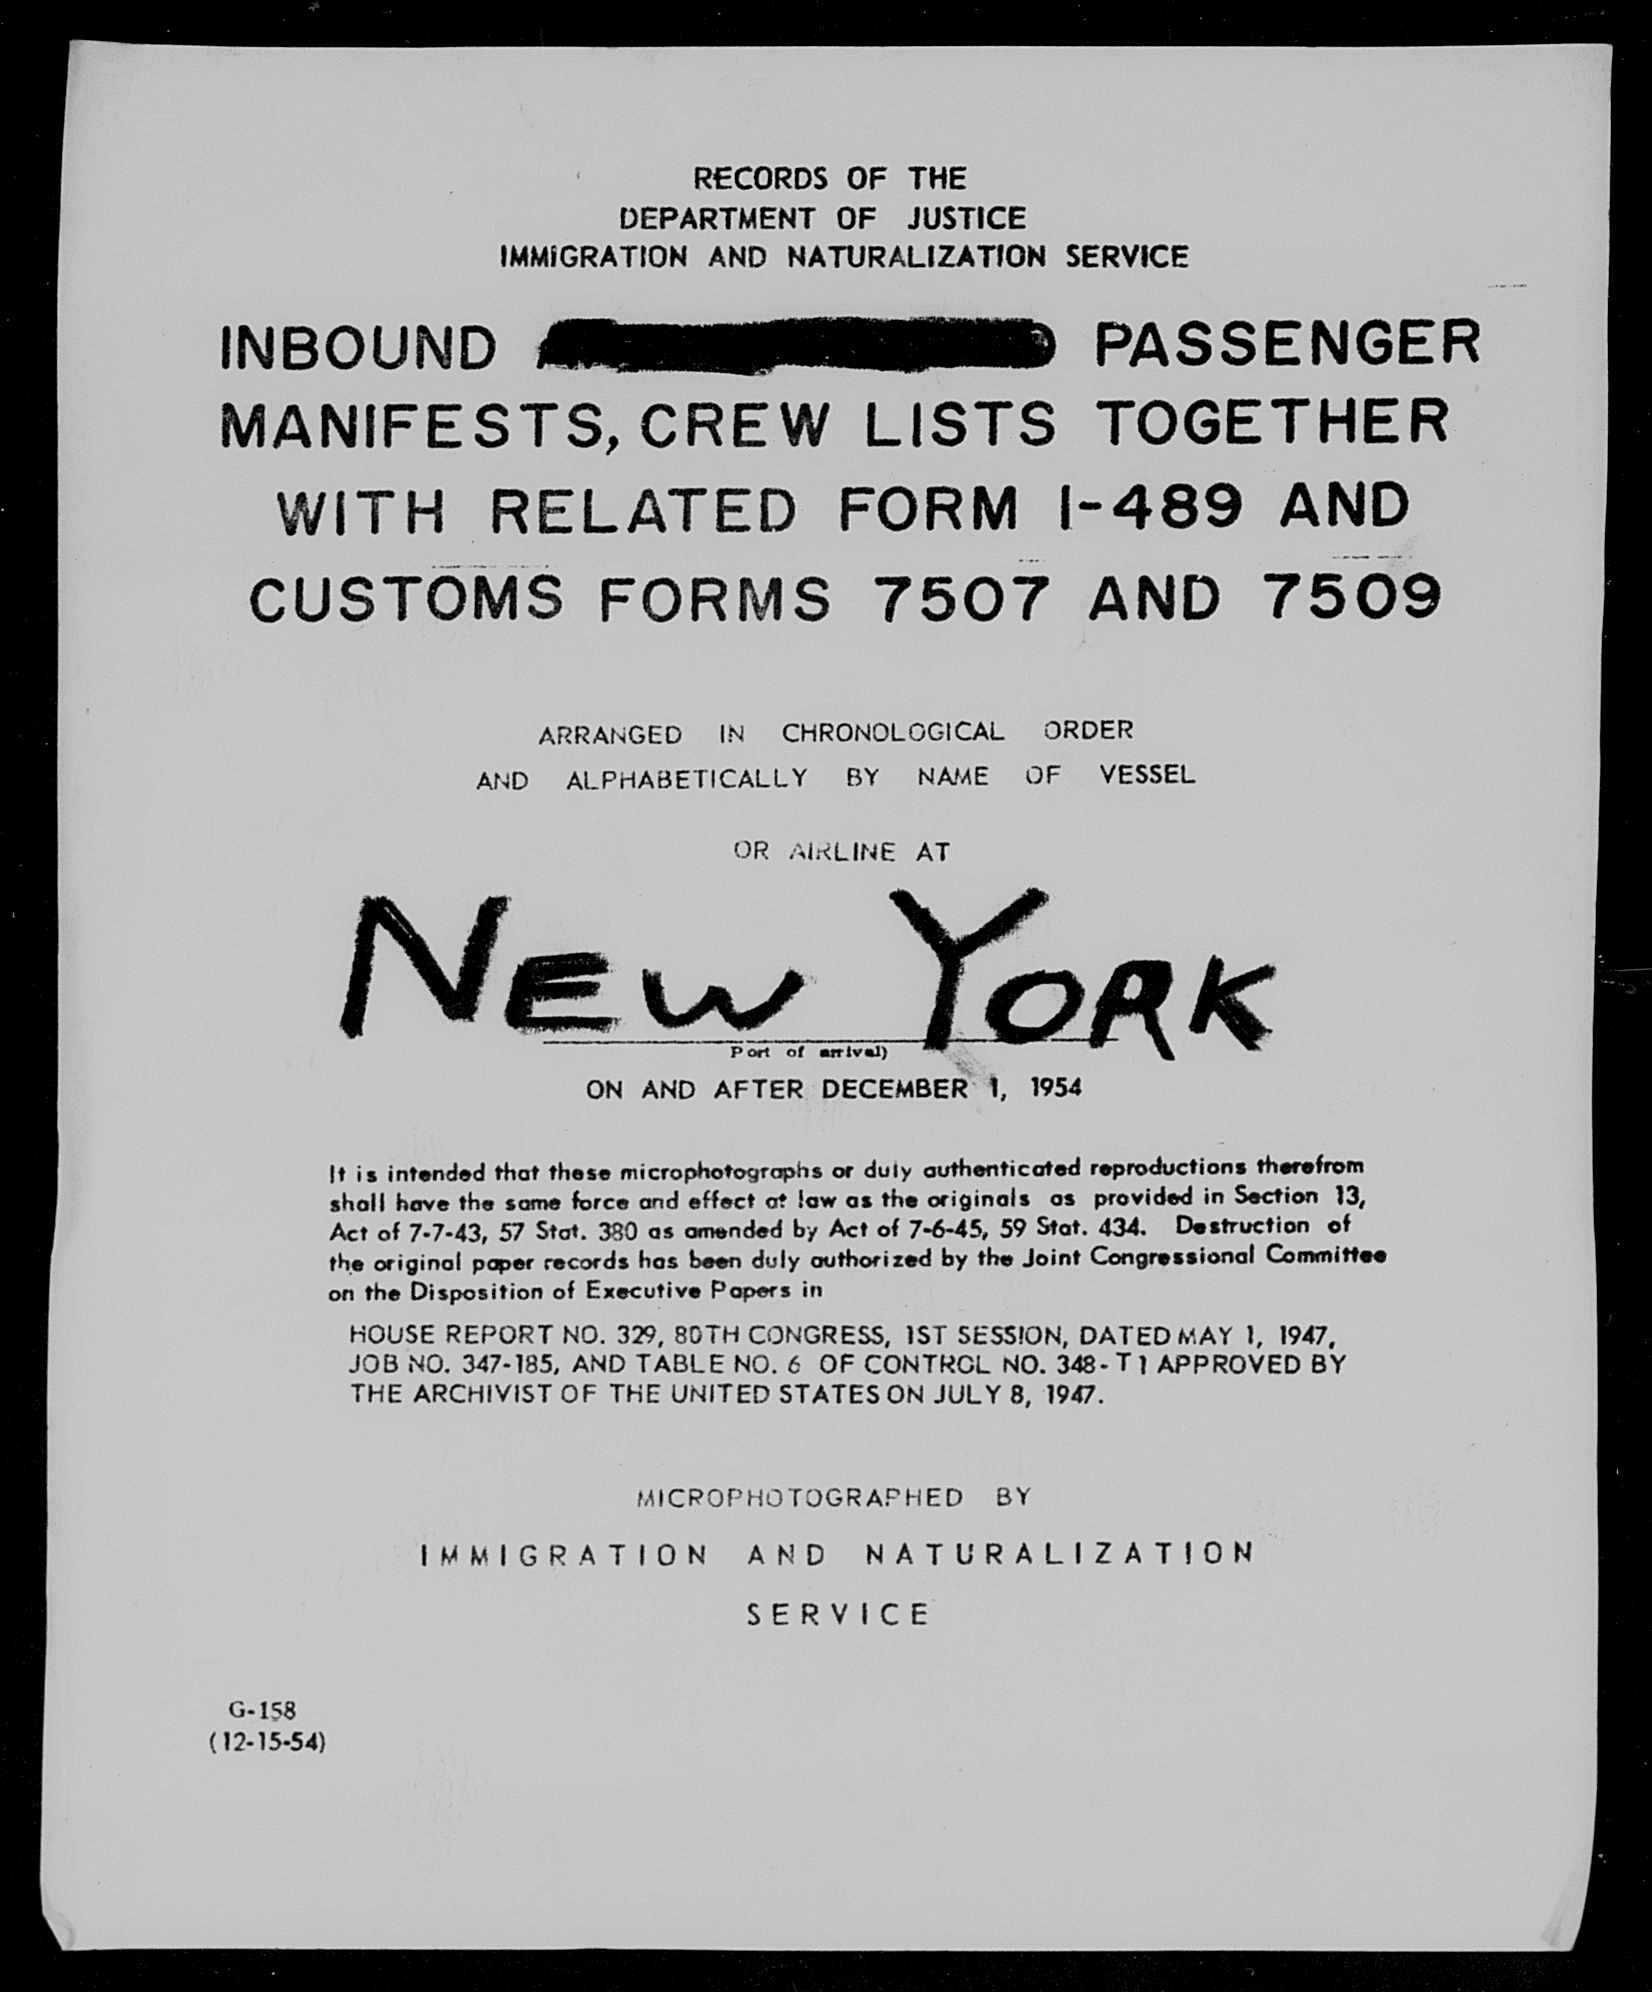 RECORDS OF THE
DEPARTMENT OF JUSTICE
IMMIGRATION AND NATURALIZATION SERVICE
INBOUND PASSENGER
MANIFESTS, CREW LISTS TOGETHER
WITH RELATED FORM I-489 AND
CUSTOMS FORMS 7507 AND 7509
ARRANGED IN CHRONOLOGICAL ORDER
AND ALPHABETICALLY BY NAME OF VESSEL
OR AIRLINE AT
NEW YORK
Port of arrival)
ON AND AFTER DECEMBER 1, 1954
It is intended that these microphotographs or duly authenticated reproductions therefrom
shall have the same force and effect at law as the originals as provided in Section 13,
Act of 7-7-43, 57 Stat. 380 as amended by Act of 7-6-45, 59 Stat. 434. Destruction of
the original paper records has been duly authorized by the Joint Congressional Committee
on the Disposition of Executive Papers in
HOUSE REPORT NO. 329, 80TH CONGRESS, 1ST SESSION, DATED MAY 1, 1947,
JOB NO. 347-185, AND TABLE NO. 6 OF CONTROL NO. 348-T1 APPROVED BY
THE ARCHIVIST OF THE UNITED STATES ON JULY 8, 1947.
MICROPHOTOGRAPHED BY
IMMIGRATION AND NATURALIZATION
SERVICE
G-158
(12-15-54)